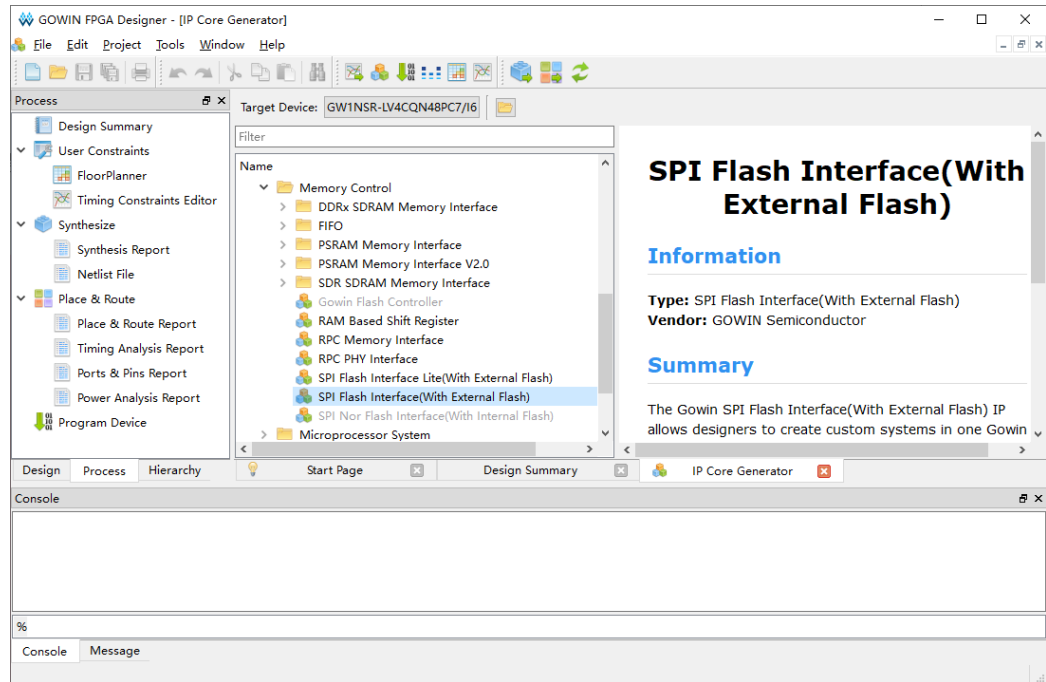 GOWIN FPGA Designer - [IP Core Generator]
File Edit Project Tools Window Help
Process
Design Summary
User Constraints
FloorPlanner
Timing Constraints Editor
Synthesize
Synthesis Report
Netlist File
Place & Route
Place & Route Report
Timing Analysis Report
Ports & Pins Report
Power Analysis Report
Program Device
Design Process Hierarchy
Target Device: GW1NSR-LV4CQN48PC7/I6
Filter
Name
Memory Control
DDRx SDRAM Memory Interface
FIFO
PSRAM Memory Interface
PSRAM Memory Interface V2.0
SDR SDRAM Memory Interface
Gowin Flash Controller
RAM Based Shift Register
RPC Memory Interface
RPC PHY Interface
SPI Flash Interface Lite(With External Flash)
SPI Flash Interface(With External Flash)
SPI Nor Flash Interface(With Internal Flash)
Microprocessor System
SPI Flash Interface(With
External Flash)
Information
Type: SPI Flash Interface(With External Flash)
Vendor: GOWIN Semiconductor
Summary
The Gowin SPI Flash Interface(With External Flash) IP
allows designers to create custom systems in one Gowin
Start Page Design Summary IP Core Generator
Console
%
Console Message